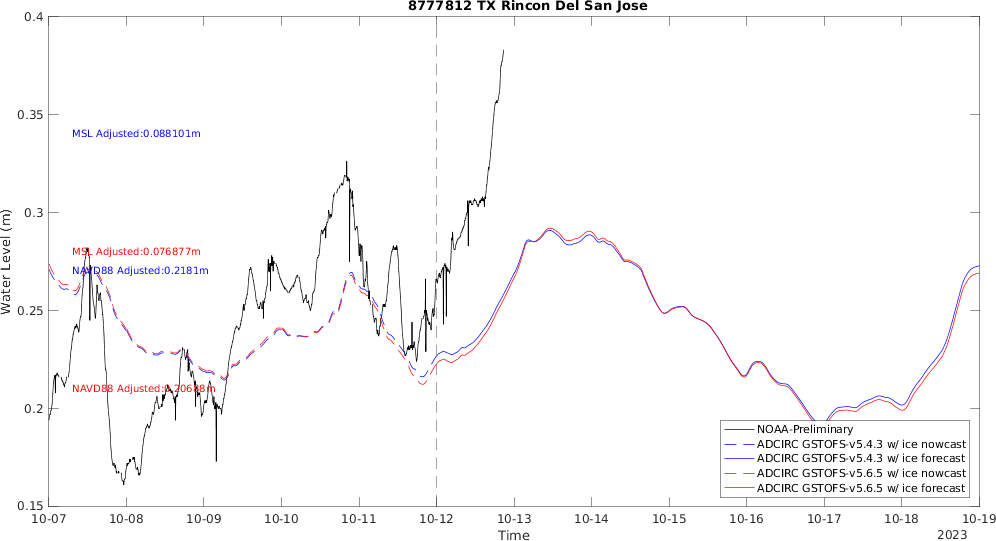 8777812 TX Rincon Del San Jose
Water Level (m)
0.4
0.35
0.3
0.25
0.2
0.15
MSL Adjusted:0.088101m
MSL Adjusted:0.076877m
NAVD88 Adjusted:0.2181m
NAVD88 Adjusted:0.20688m
NOAA-Preliminary
ADCIRC GSTOFS-v5.4.3 w/ ice nowcast
ADCIRC GSTOFS-v5.4.3 w/ ice forecast
ADCIRC GSTOFS-v5.6.5 w/ ice nowcast
ADCIRC GSTOFS-v5.6.5 w/ ice forecast
10-07 10-08 10-09 10-10 10-11 10-12 10-13 10-14 10-15 10-16 10-17 10-18 10-19
Time
2023